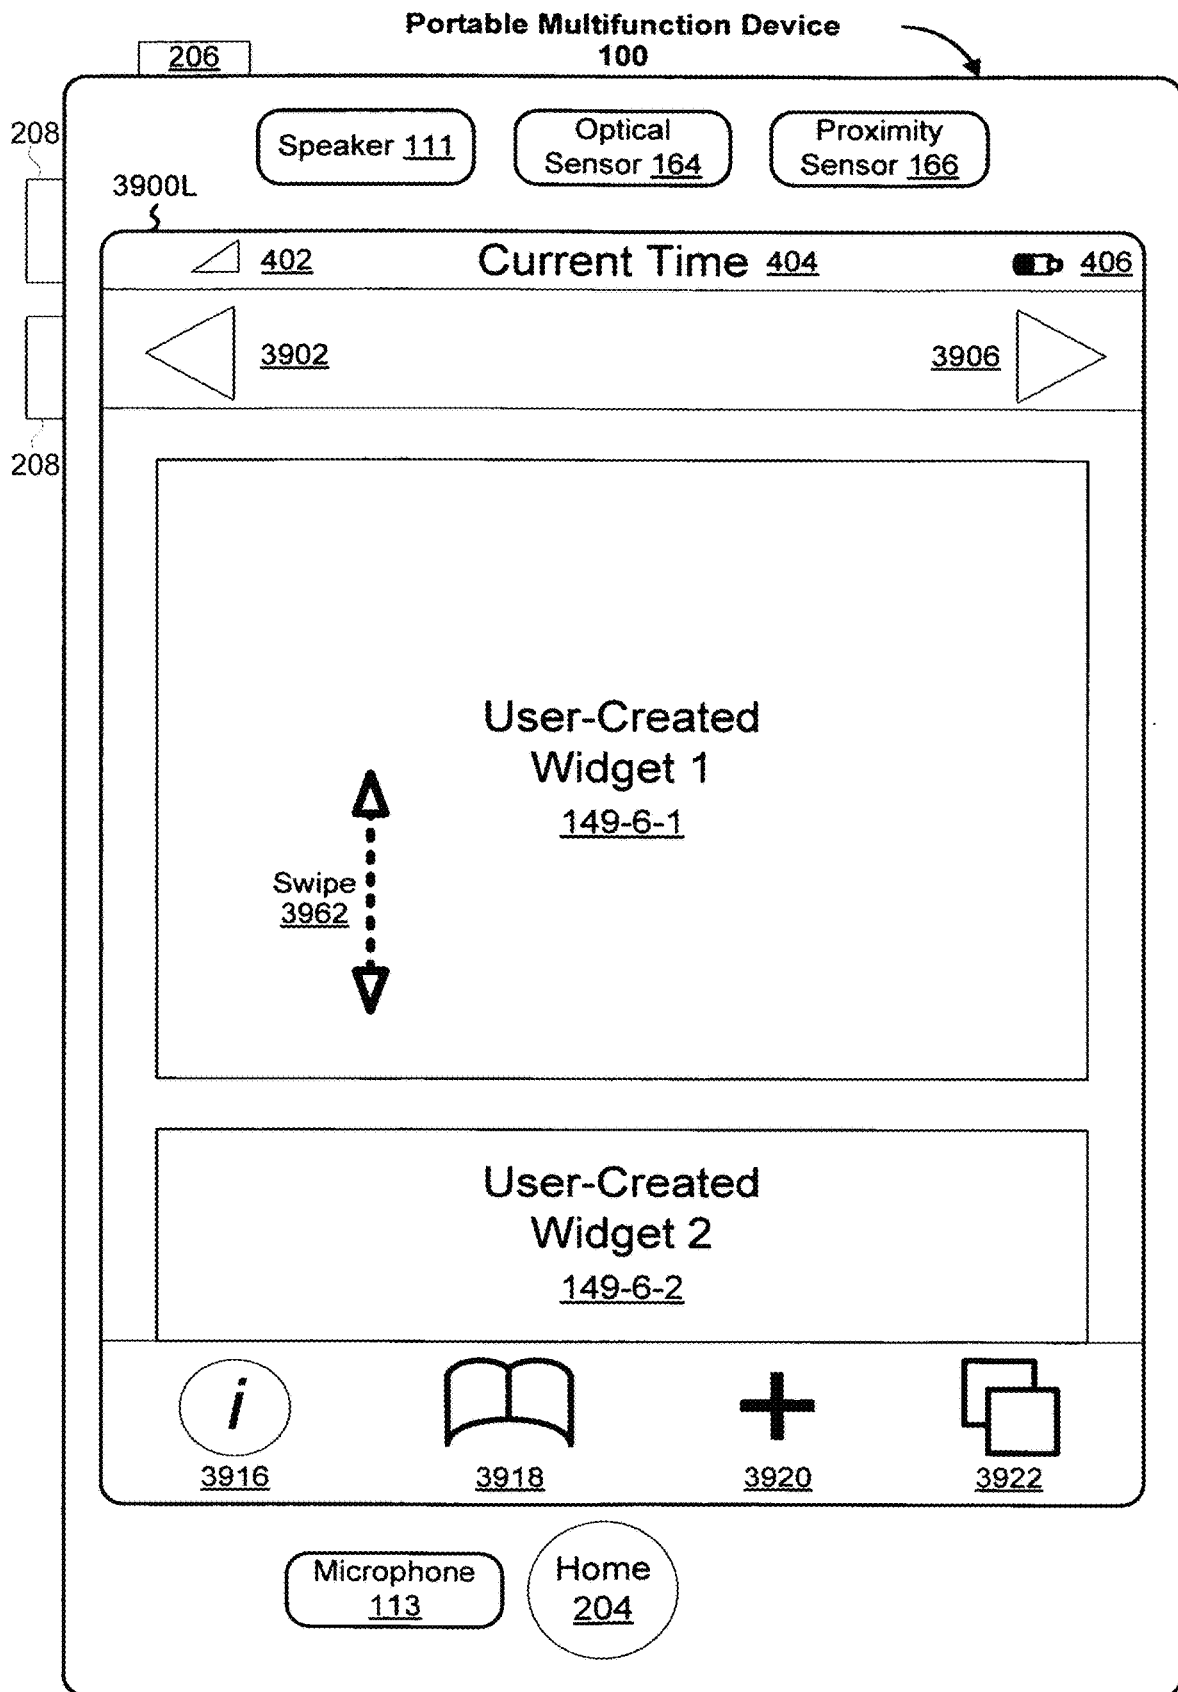 Portable Multifunction Device
100
206
208
Speaker 111
Optical
Sensor 164
Proximity
Sensor 166
3900L
402
Current Time 404
406
3902
3906
208
User-Created
Widget 1
149-6-1
Swipe
3962
User-Created
Widget 2
149-6-2
i
3916
3918
3920
3922
Microphone
113
Home
204